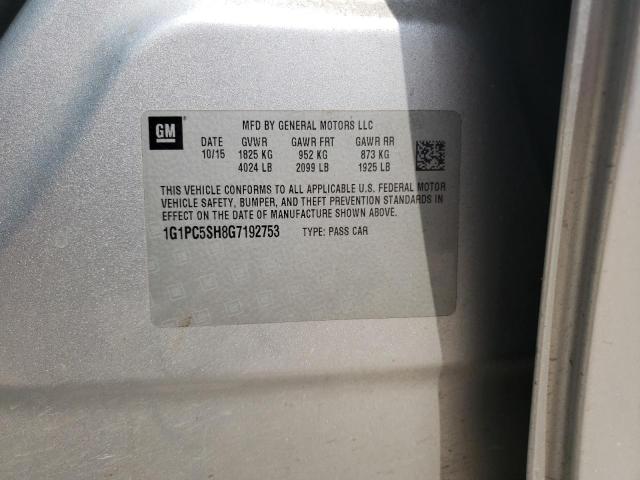 GM
MFD BY GENERAL MOTORS LLC
DATE GVWR GAWR FRT GAWR RR
10/15 1825 KG 952 KG 873 KG
4024 LB 2099 LB 1925 LB
THIS VEHICLE CONFORMS TO ALL APPLICABLE U.S. FEDERAL MOTOR
VEHICLE SAFETY, BUMPER, AND THEFT PREVENTION STANDARDS IN
EFFECT ON THE DATE OF MANUFACTURE SHOWN ABOVE.
1G1PC5SH8G7192753 TYPE: PASS CAR